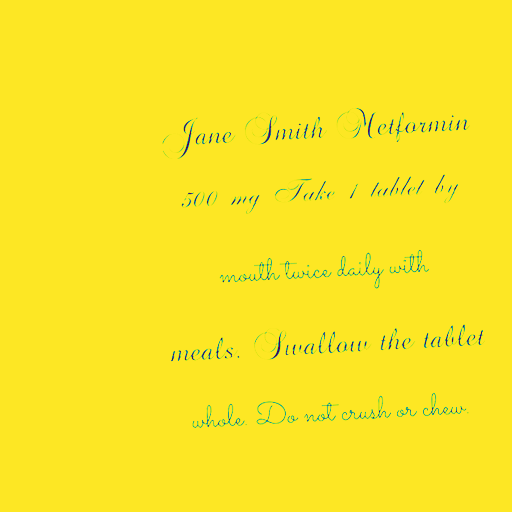 Jane Smith Metformin
500 mg Take 1 tablet by
mouth twice daily with
meals. Swallow the tablet
whole. Do not crush or chew.